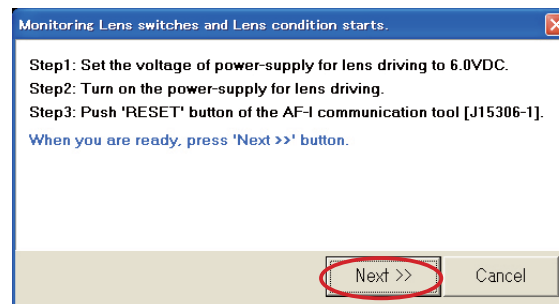 Monitoring Lens switches and Lens condition starts.
Step1: Set the voltage of power-supply for lens driving to 6.0VDC.
Step2: Turn on the power-supply for lens driving.
Step3: Push 'RESET' button of the AF-I communication tool [J15306-1].
When you are ready, press 'Next >>' button.
Next >> Cancel